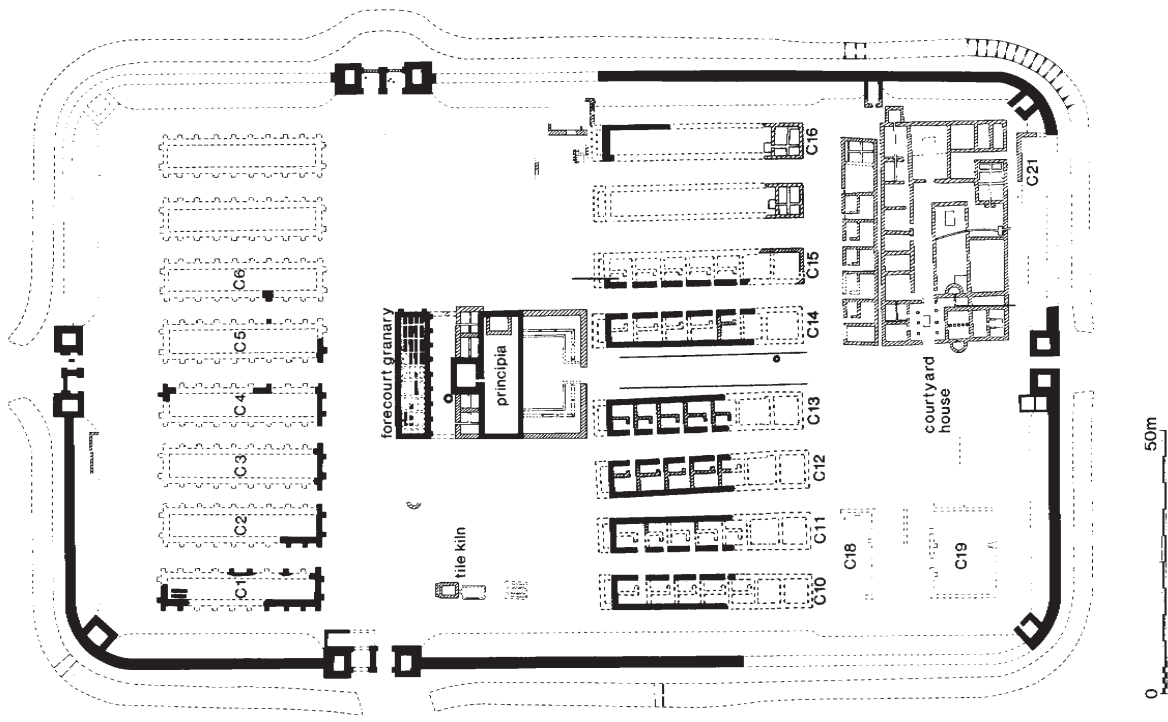 C1
C2
C3
C4
C5
C6
forecourt granary
principia
tile kiln
C10
C11
C12
C13
C14
C15
C16
C18
C19
courtyard
house
C21
0
50m